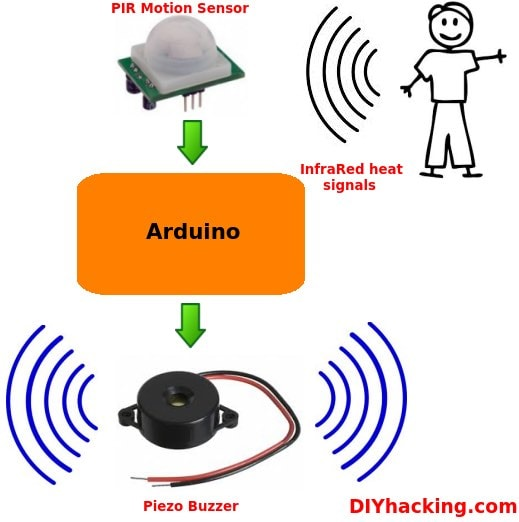 PIR Motion Sensor
InfraRed heat
signals
Arduino
Piezo Buzzer
DIYhacking.com